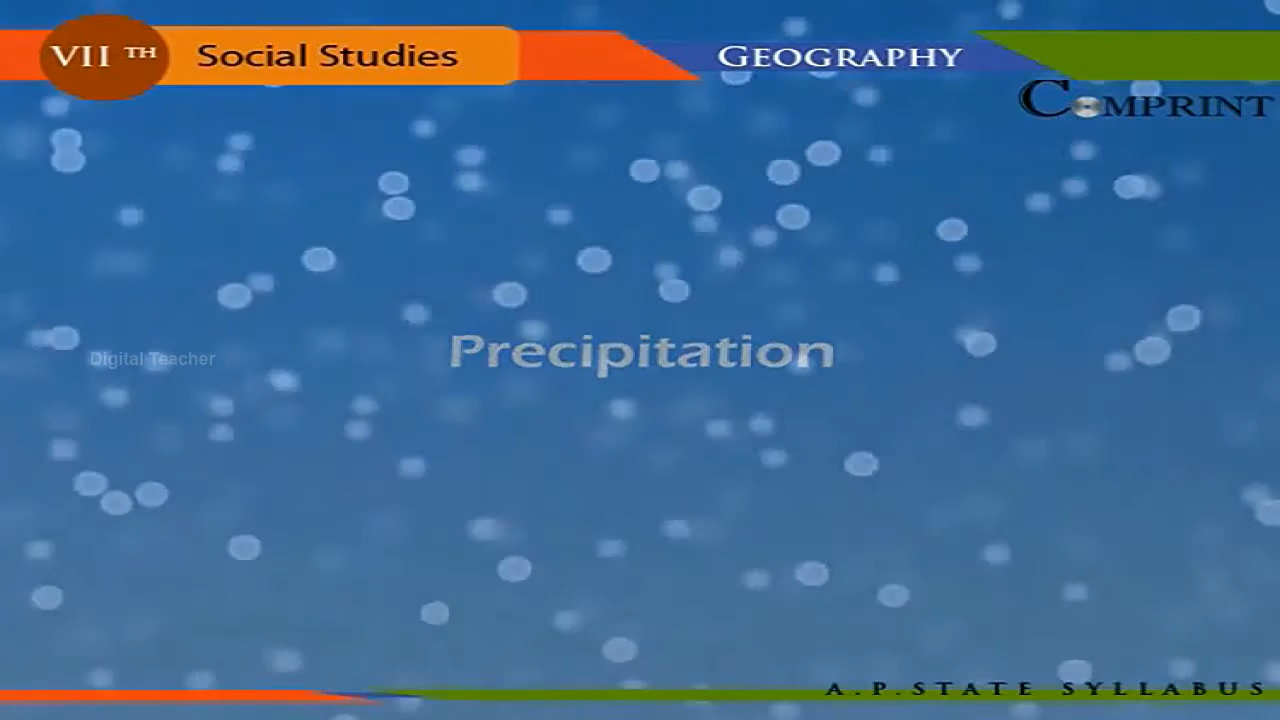 VII TH Social Studies
GEOGRAPHY
COMPRINT
Precipitation
Digital Teacher
A.P.STATE SYLLABUS